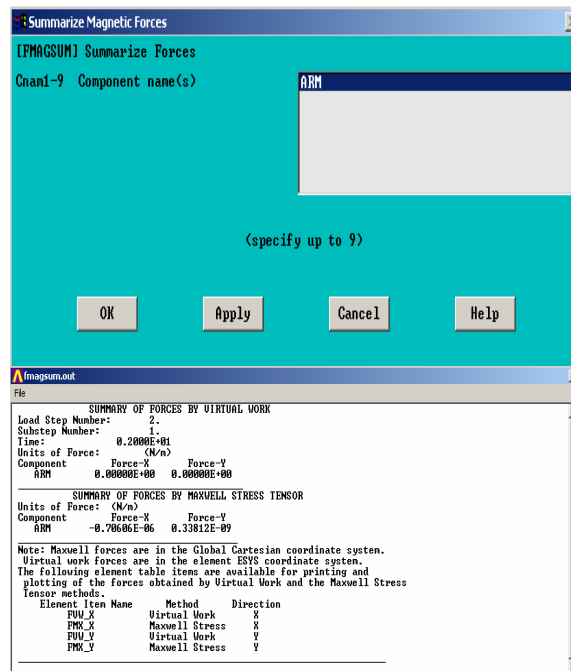 Summarize Magnetic Forces
[FMAGSUM] Summarize Forces
Cnam1-9 Component name(s)
ARM
(specify up to 9)
OK Apply Cancel Help
fmagsum.out
File
SUMMARY OF FORCES BY VIRTUAL WORK
Load Step Number: 2.
Substep Number: 1.
Time: 0.2000E+01
Units of Force: (N/m)
Component Force-X Force-Y
ARM 0.00000E+00 0.00000E+00
SUMMARY OF FORCES BY MAXWELL STRESS TENSOR
Units of Force: (N/m)
Component Force-X Force-Y
ARM -0.70606E-06 0.33812E-09
Note: Maxwell forces are in the Global Cartesian coordinate system.
Virtual work forces are in the element ESYS coordinate system.
The following element table items are available for printing and
plotting of the forces obtained by Virtual Work and the Maxwell Stress
Tensor methods.
Element Item Name Method Direction
FVW_X Virtual Work X
FMX_X Maxwell Stress X
FVW_Y Virtual Work Y
FMX_Y Maxwell Stress Y